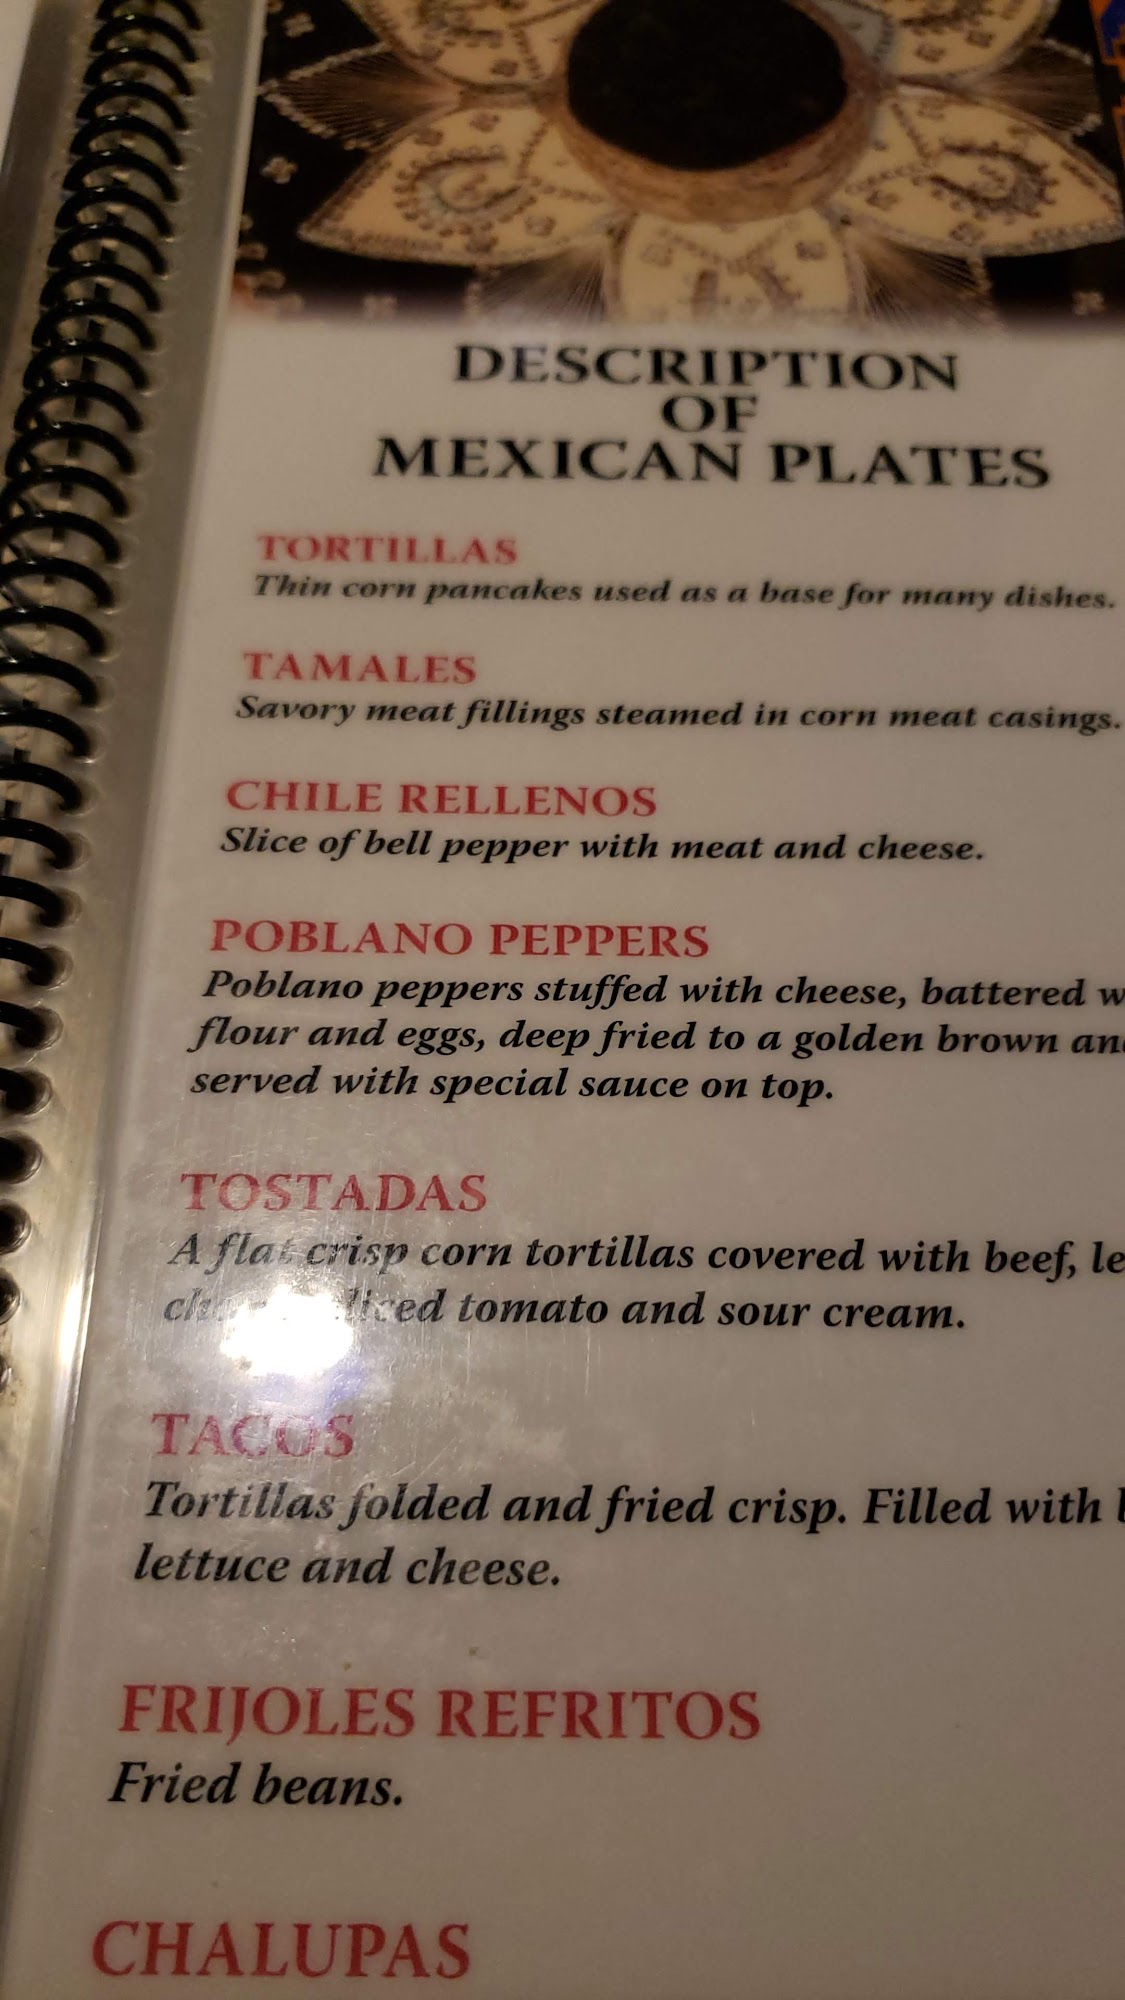 DESCRIPTION
OF
MEXICAN PLATES
TORTILLAS
Thin corn pancakes used as a base for many dishes.
TAMALES
Savory meat fillings steamed in corn meat casings.
CHILE RELLENOS
Slice of bell pepper with meat and cheese.
POBLANO PEPPERS
Poblano peppers stuffed with cheese, battered
flour and eggs, deep fried to a golden brown
served with special sauce on top.
TOSTADAS
A flat crisp corn tortillas covered with beef,
tomato and sour cream.
TACOS
Tortillas folded and fried crisp. Filled with
lettuce and cheese.
FRIJOLES REFRITOS
Fried beans.
CHALUPAS